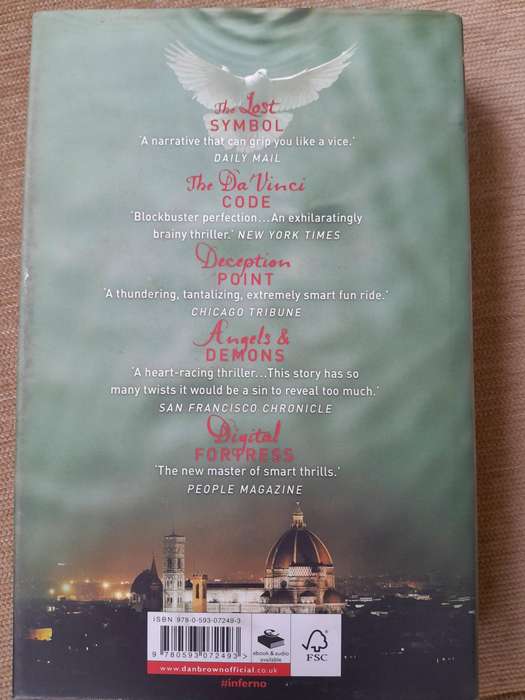 The Lost
SYMBOL
'A narrative that can grip you like a vice.'
DAILY MAIL
The Da Vinci
CODE
'Blockbuster perfection...An exhilaratingly
brainy thriller.' NEW YORK TIMES
Deception
POINT
'A thundering, tantalizing, extremely smart fun ride.'
CHICAGO TRIBUNE
Angels &
DEMONS
'A heart-racing thriller...This story has so
many twists it would be a sin to reveal too much.'
SAN FRANCISCO CHRONICLE
Digital
FORTRESS
'The new master of smart thrills.'
PEOPLE MAGAZINE
ISBN 978-0-593-07249-3
9 780593 072493 >
ebook & audio
available
FSC
www.danbrownofficial.co.uk
#inferno